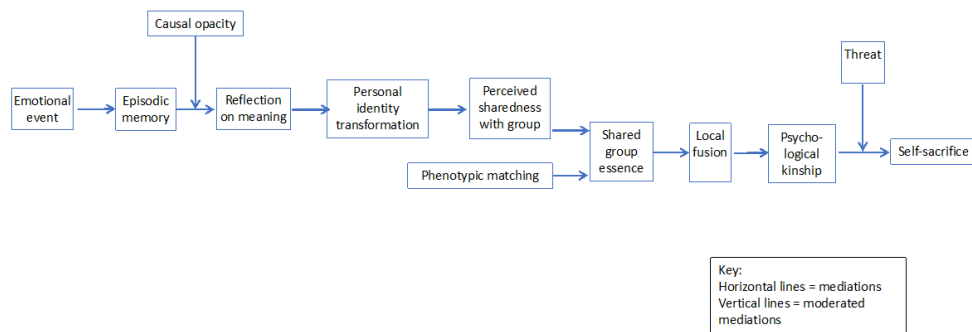 Causal opacity
Threat
Emotional
event
Episodic
memory
Reflection
on meaning
Personal
identity
transformation
Perceived
sharedness
with group
Shared
group
essence
Local
fusion
Psycho-
logical
kinship
Self-sacrifice
Phenotypic matching
Key:
Horizontal lines = mediations
Vertical lines = moderated
mediations